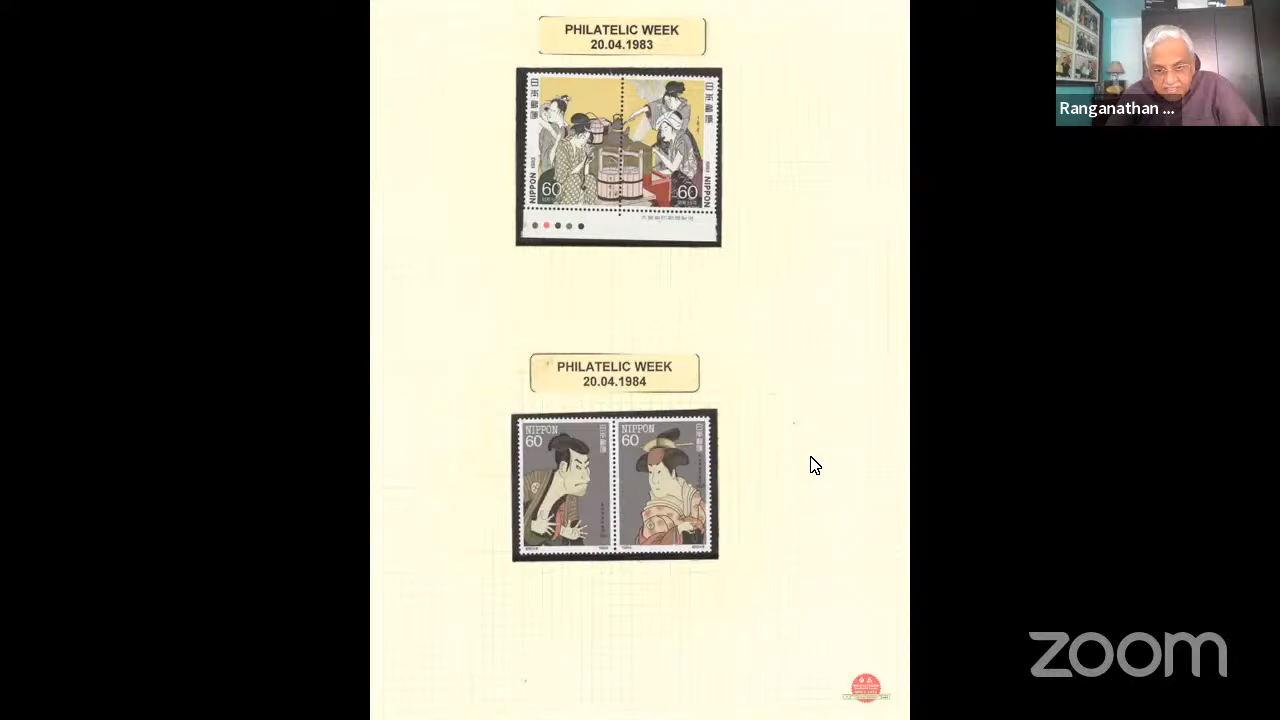 PHILATELIC WEEK
20.04.1983
日本郵便
日本郵便
NIPPON
60
60
NIPPON
Ranganathan ...
PHILATELIC WEEK
20.04.1984
NIPPON
60
日本郵便
NIPPON
60
日本郵便
zoom